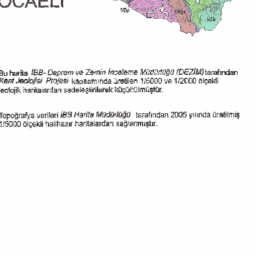 OCAELİ
Bu harita İBB- Deprem ve Zemin İnceleme Müdürlüğü (DEZİM) tarafından
Kent Jeolojisi Projesi kapsamında üretilen 1/5000 ve 1/2000 ölçekli
jeolojik haritalardan sadeleştirilerek küçültülmüştür.
Topoğrafya verileri İBB Harita Müdürlüğü tarafından 2006 yılında üretilmiş
1/5000 ölçekli halihazır haritalardan sağlanmıştır.